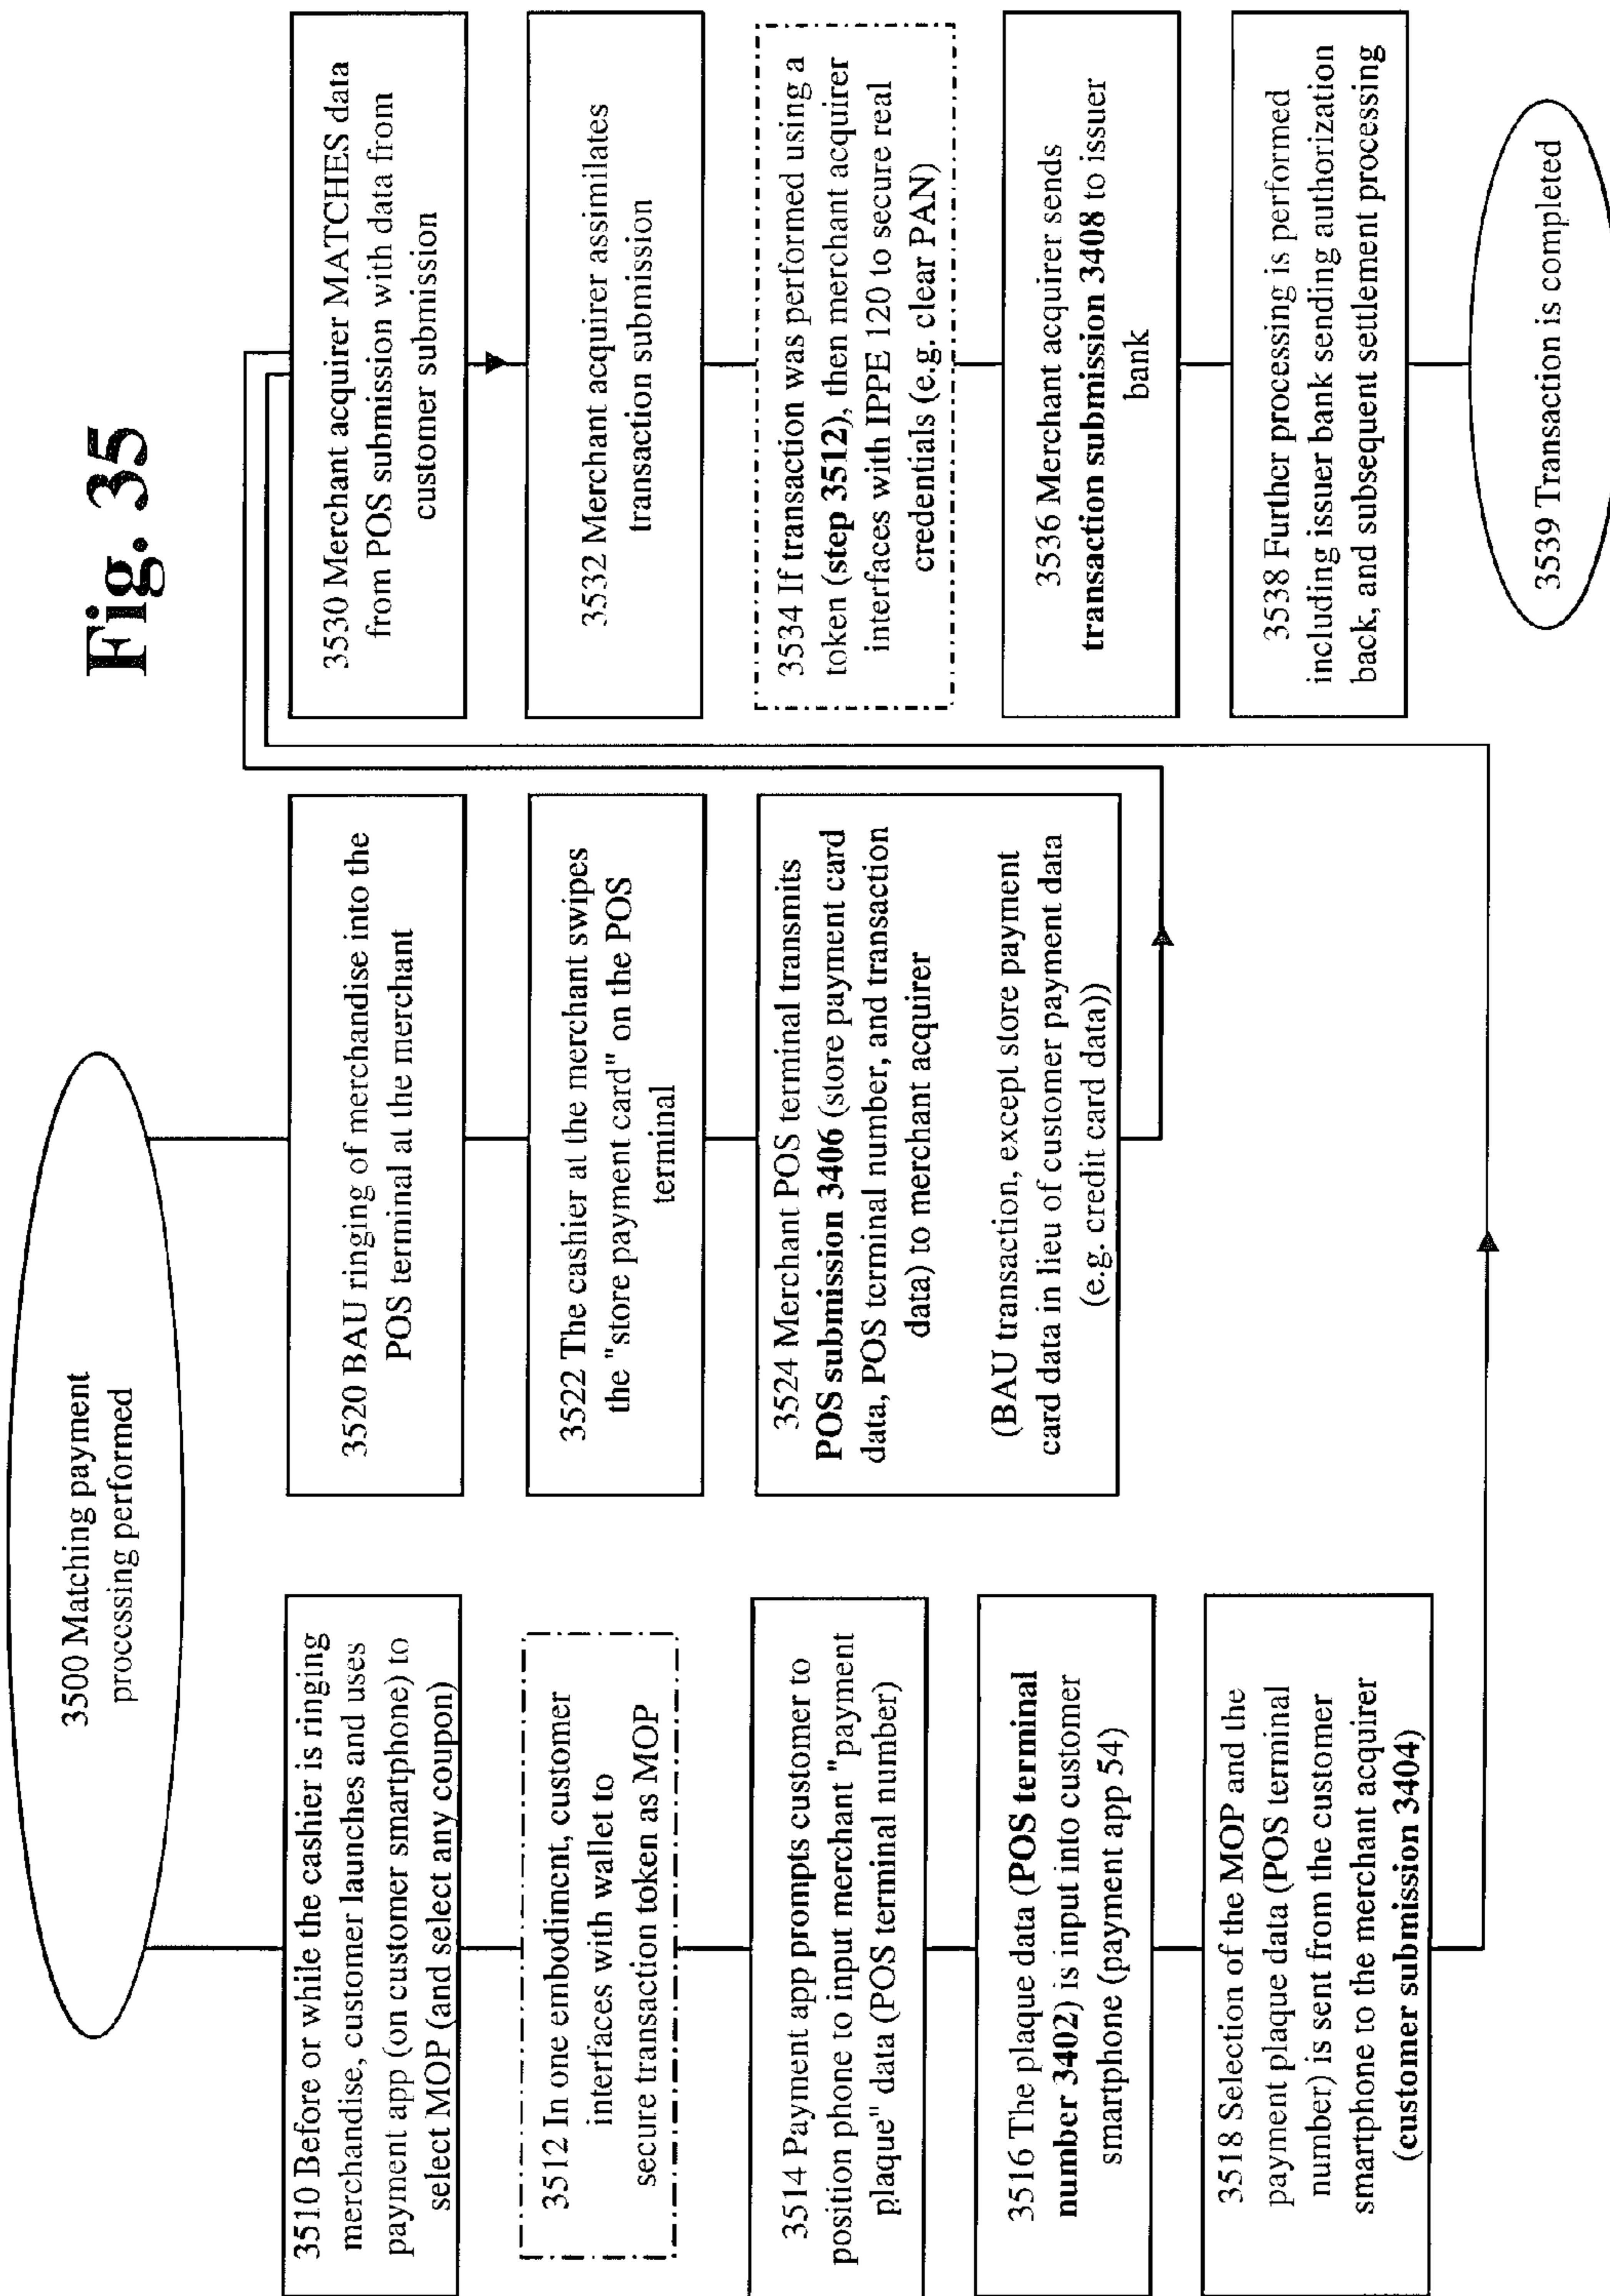 Fig. 35
3500 Matching payment
processing performed
3510 Before or while the cashier is ringing
merchandise, customer launches and uses
payment app (on customer smartphone) to
select MOP (and select any coupon)
3512 In one embodiment, customer
interfaces with wallet to
secure transaction token as MOP
3514 Payment app prompts customer to
position phone to input merchant "payment
plaque" data (POS terminal number)
3516 The plaque data (POS terminal
number 3402) is input into customer
smartphone (payment app 54)
3518 Selection of the MOP and the
payment plaque data (POS terminal
number) is sent from the customer
smartphone to the merchant acquirer
(customer submission 3404)
3520 BAU ringing of merchandise into the
POS terminal at the merchant
3522 The cashier at the merchant swipes
the "store payment card" on the POS
terminal
3524 Merchant POS terminal transmits
POS submission 3406 (store payment card
data, POS terminal number, and transaction
data) to merchant acquirer
(BAU transaction, except store payment
card data in lieu of customer payment data
(e.g. credit card data))
3530 Merchant acquirer MATCHES data
from POS submission with data from
customer submission
3532 Merchant acquirer assimilates
transaction submission
3534 If transaction was performed using a
token (step 3512), then merchant acquirer
interfaces with IPPE 120 to secure real
credentials (e.g. clear PAN)
3536 Merchant acquirer sends
transaction submission 3408 to issuer
bank
3538 Further processing is performed
including issuer bank sending authorization
back, and subsequent settlement processing
3539 Transaction is completed